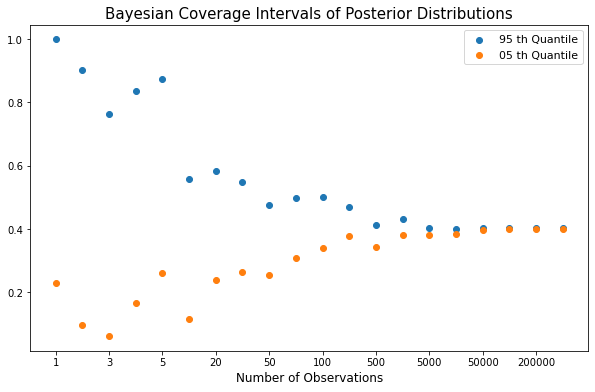 Bayesian Coverage Intervals of Posterior Distributions
95 th Quantile
05 th Quantile
1.0
0.8
0.6
0.4
0.2
1 3 5 20 50 100 500 5000 50000 200000
Number of Observations